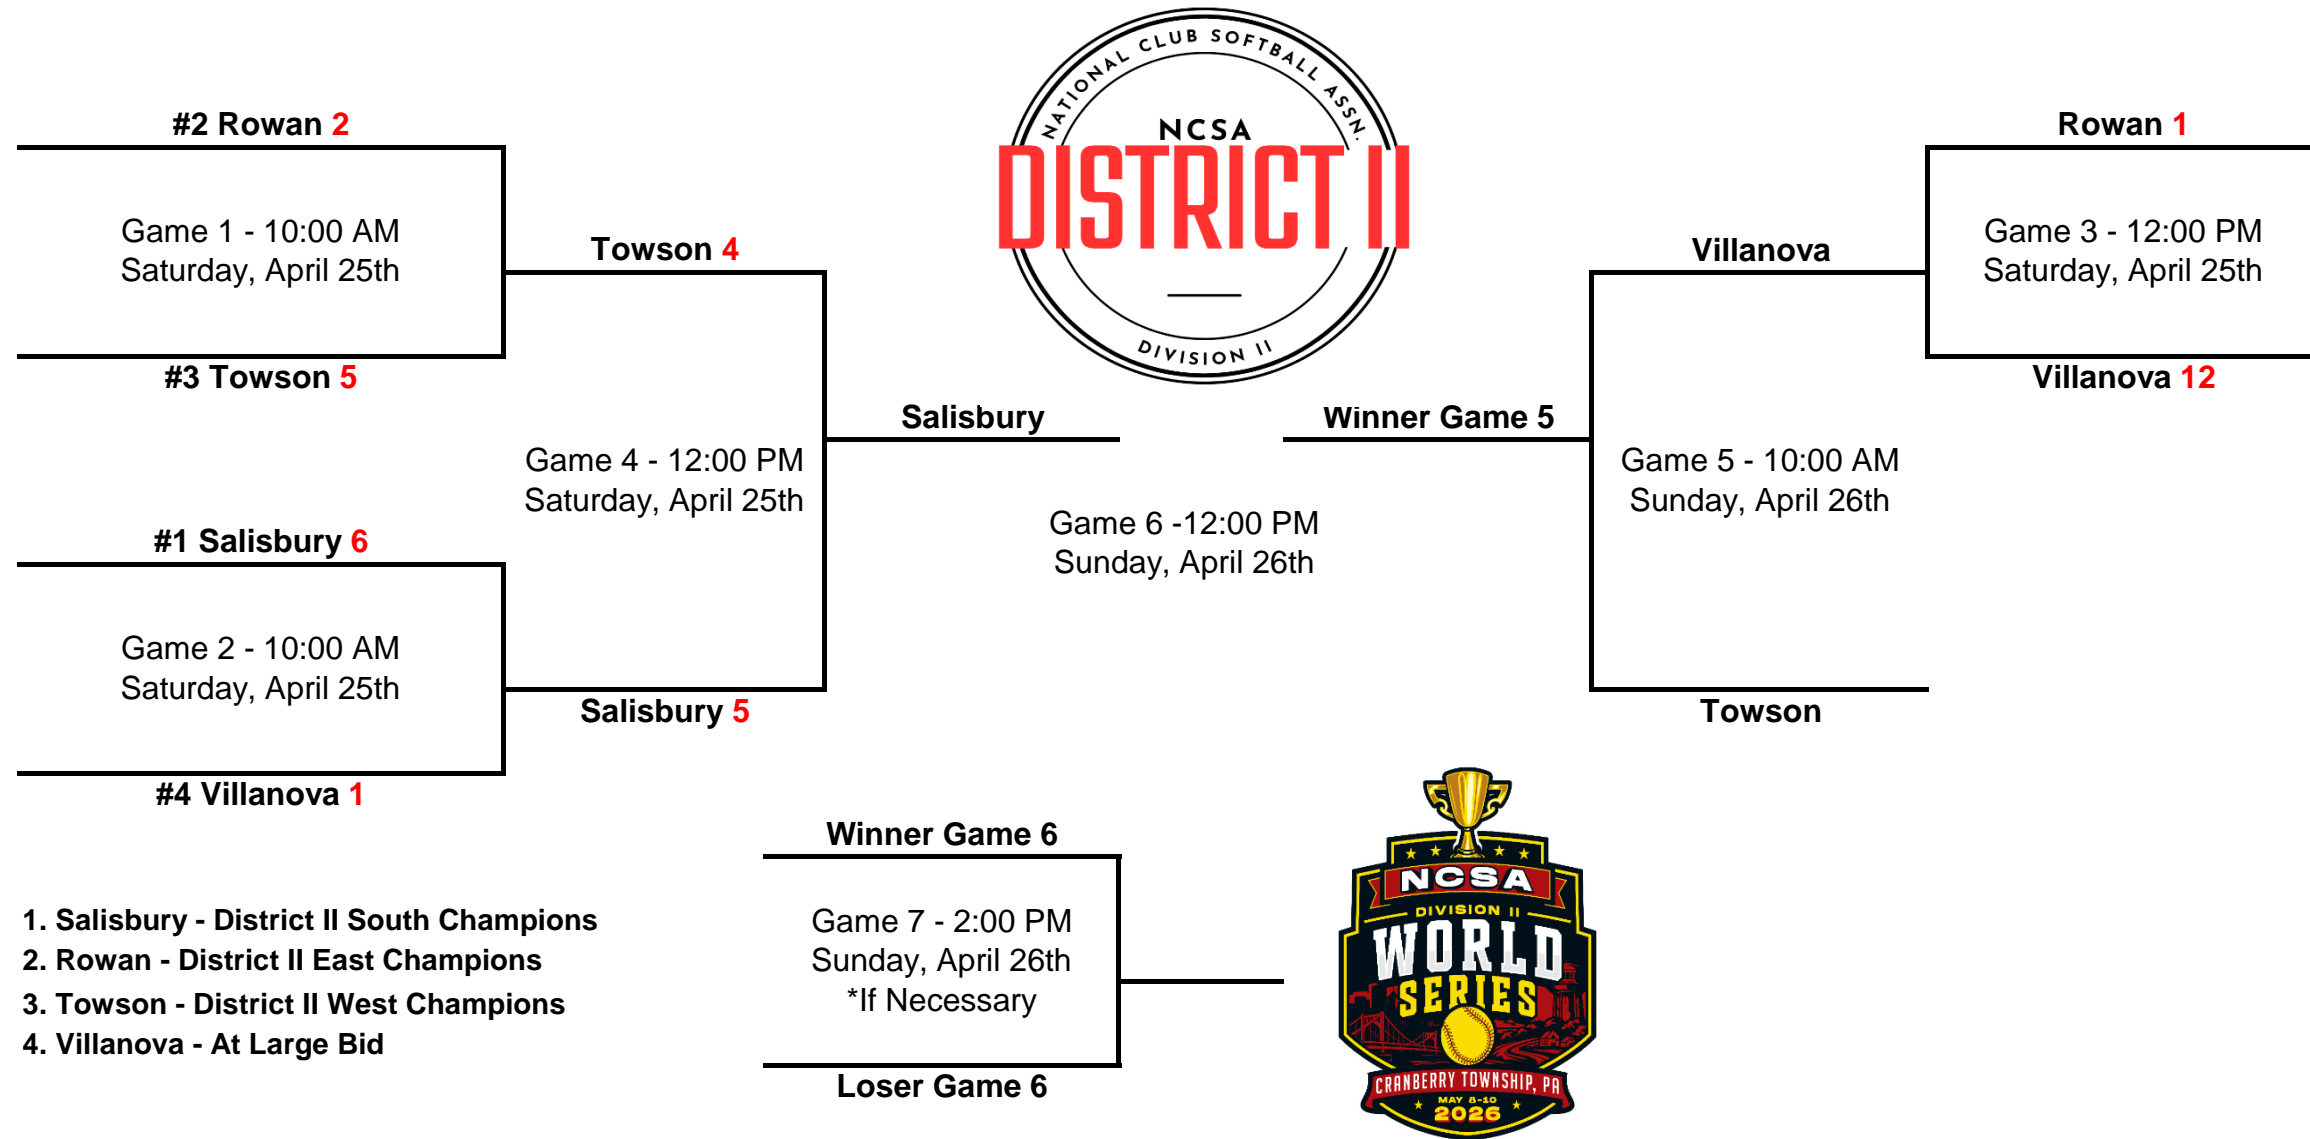 NATIONAL CLUB SOFTBALL ASSN.
NCSA
DISTRICT II
DIVISION II
#2 Rowan 2
Game 1 - 10:00 AM
Saturday, April 25th
#3 Towson 5
Towson 4
Game 4 - 12:00 PM
Saturday, April 25th
Salisbury 5
#1 Salisbury 6
Game 2 - 10:00 AM
Saturday, April 25th
#4 Villanova 1
Salisbury
Game 6 -12:00 PM
Sunday, April 26th
Winner Game 5
Villanova
Game 5 - 10:00 AM
Sunday, April 26th
Towson
Rowan 1
Game 3 - 12:00 PM
Saturday, April 25th
Villanova 12
Winner Game 6
Game 7 - 2:00 PM
Sunday, April 26th
*If Necessary
Loser Game 6
1. Salisbury - District II South Champions
2. Rowan - District II East Champions
3. Towson - District II West Champions
4. Villanova - At Large Bid
NCSA
DIVISION II
WORLD
SERIES
CRANBERRY TOWNSHIP, PA
MAY 8-10
2026